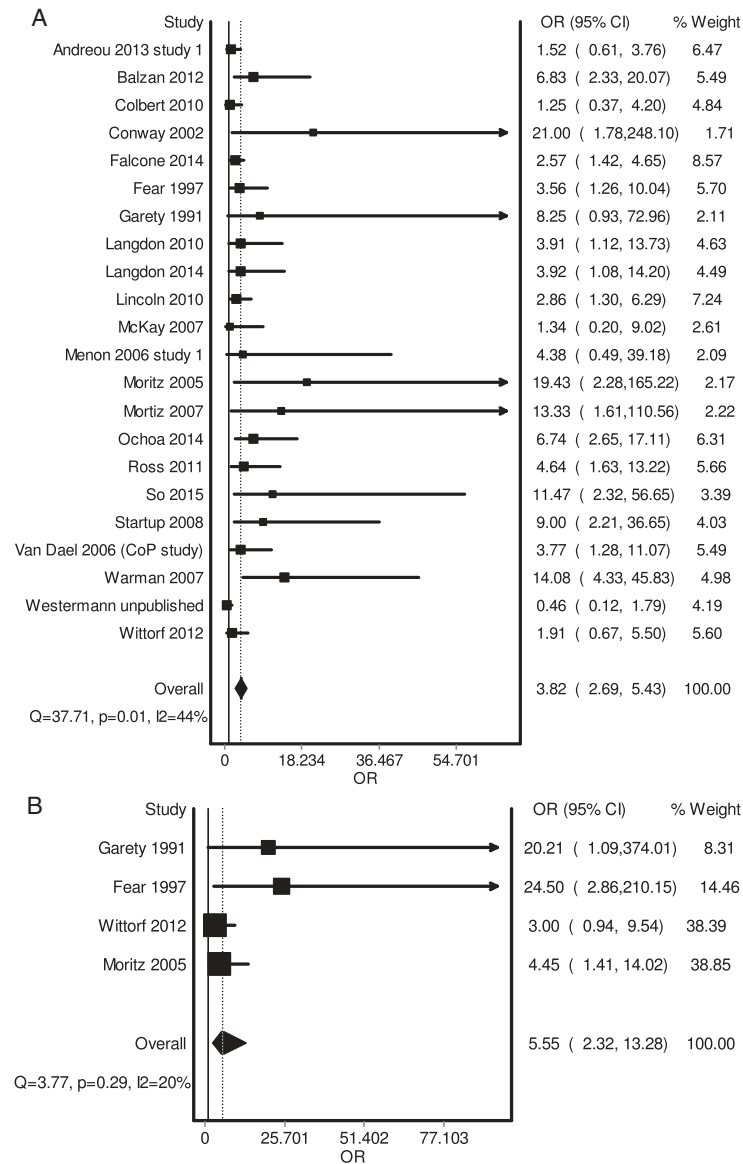 A
Study OR (95% CI) % Weight
Andreou 2013 study 1 1.52 ( 0.61, 3.76) 6.47
Balzan 2012 6.83 ( 2.33, 20.07) 5.49
Colbert 2010 1.25 ( 0.37, 4.20) 4.84
Conway 2002 21.00 ( 1.78,248.10) 1.71
Falcone 2014 2.57 ( 1.42, 4.65) 8.57
Fear 1997 3.56 ( 1.26, 10.04) 5.70
Garety 1991 8.25 ( 0.93, 72.96) 2.11
Langdon 2010 3.91 ( 1.12, 13.73) 4.63
Langdon 2014 3.92 ( 1.08, 14.20) 4.49
Lincoln 2010 2.86 ( 1.30, 6.29) 7.24
McKay 2007 1.34 ( 0.20, 9.02) 2.61
Menon 2006 study 1 4.38 ( 0.49, 39.18) 2.09
Moritz 2005 19.43 ( 2.28,165.22) 2.17
Mortiz 2007 13.33 ( 1.61,110.56) 2.22
Ochoa 2014 6.74 ( 2.65, 17.11) 6.31
Ross 2011 4.64 ( 1.63, 13.22) 5.66
So 2015 11.47 ( 2.32, 56.65) 3.39
Startup 2008 9.00 ( 2.21, 36.65) 4.03
Van Dael 2006 (CoP study) 3.77 ( 1.28, 11.07) 5.49
Warman 2007 14.08 ( 4.33, 45.83) 4.98
Westermann unpublished 0.46 ( 0.12, 1.79) 4.19
Wittorf 2012 1.91 ( 0.67, 5.50) 5.60
Overall 3.82 ( 2.69, 5.43) 100.00
Q=37.71, p=0.01, I2=44%
0 18.234 36.467 54.701
OR
B
Study OR (95% CI) % Weight
Garety 1991 20.21 ( 1.09,374.01) 8.31
Fear 1997 24.50 ( 2.86,210.15) 14.46
Wittorf 2012 3.00 ( 0.94, 9.54) 38.39
Moritz 2005 4.45 ( 1.41, 14.02) 38.85
Overall 5.55 ( 2.32, 13.28) 100.00
Q=3.77, p=0.29, I2=20%
0 25.701 51.402 77.103
OR